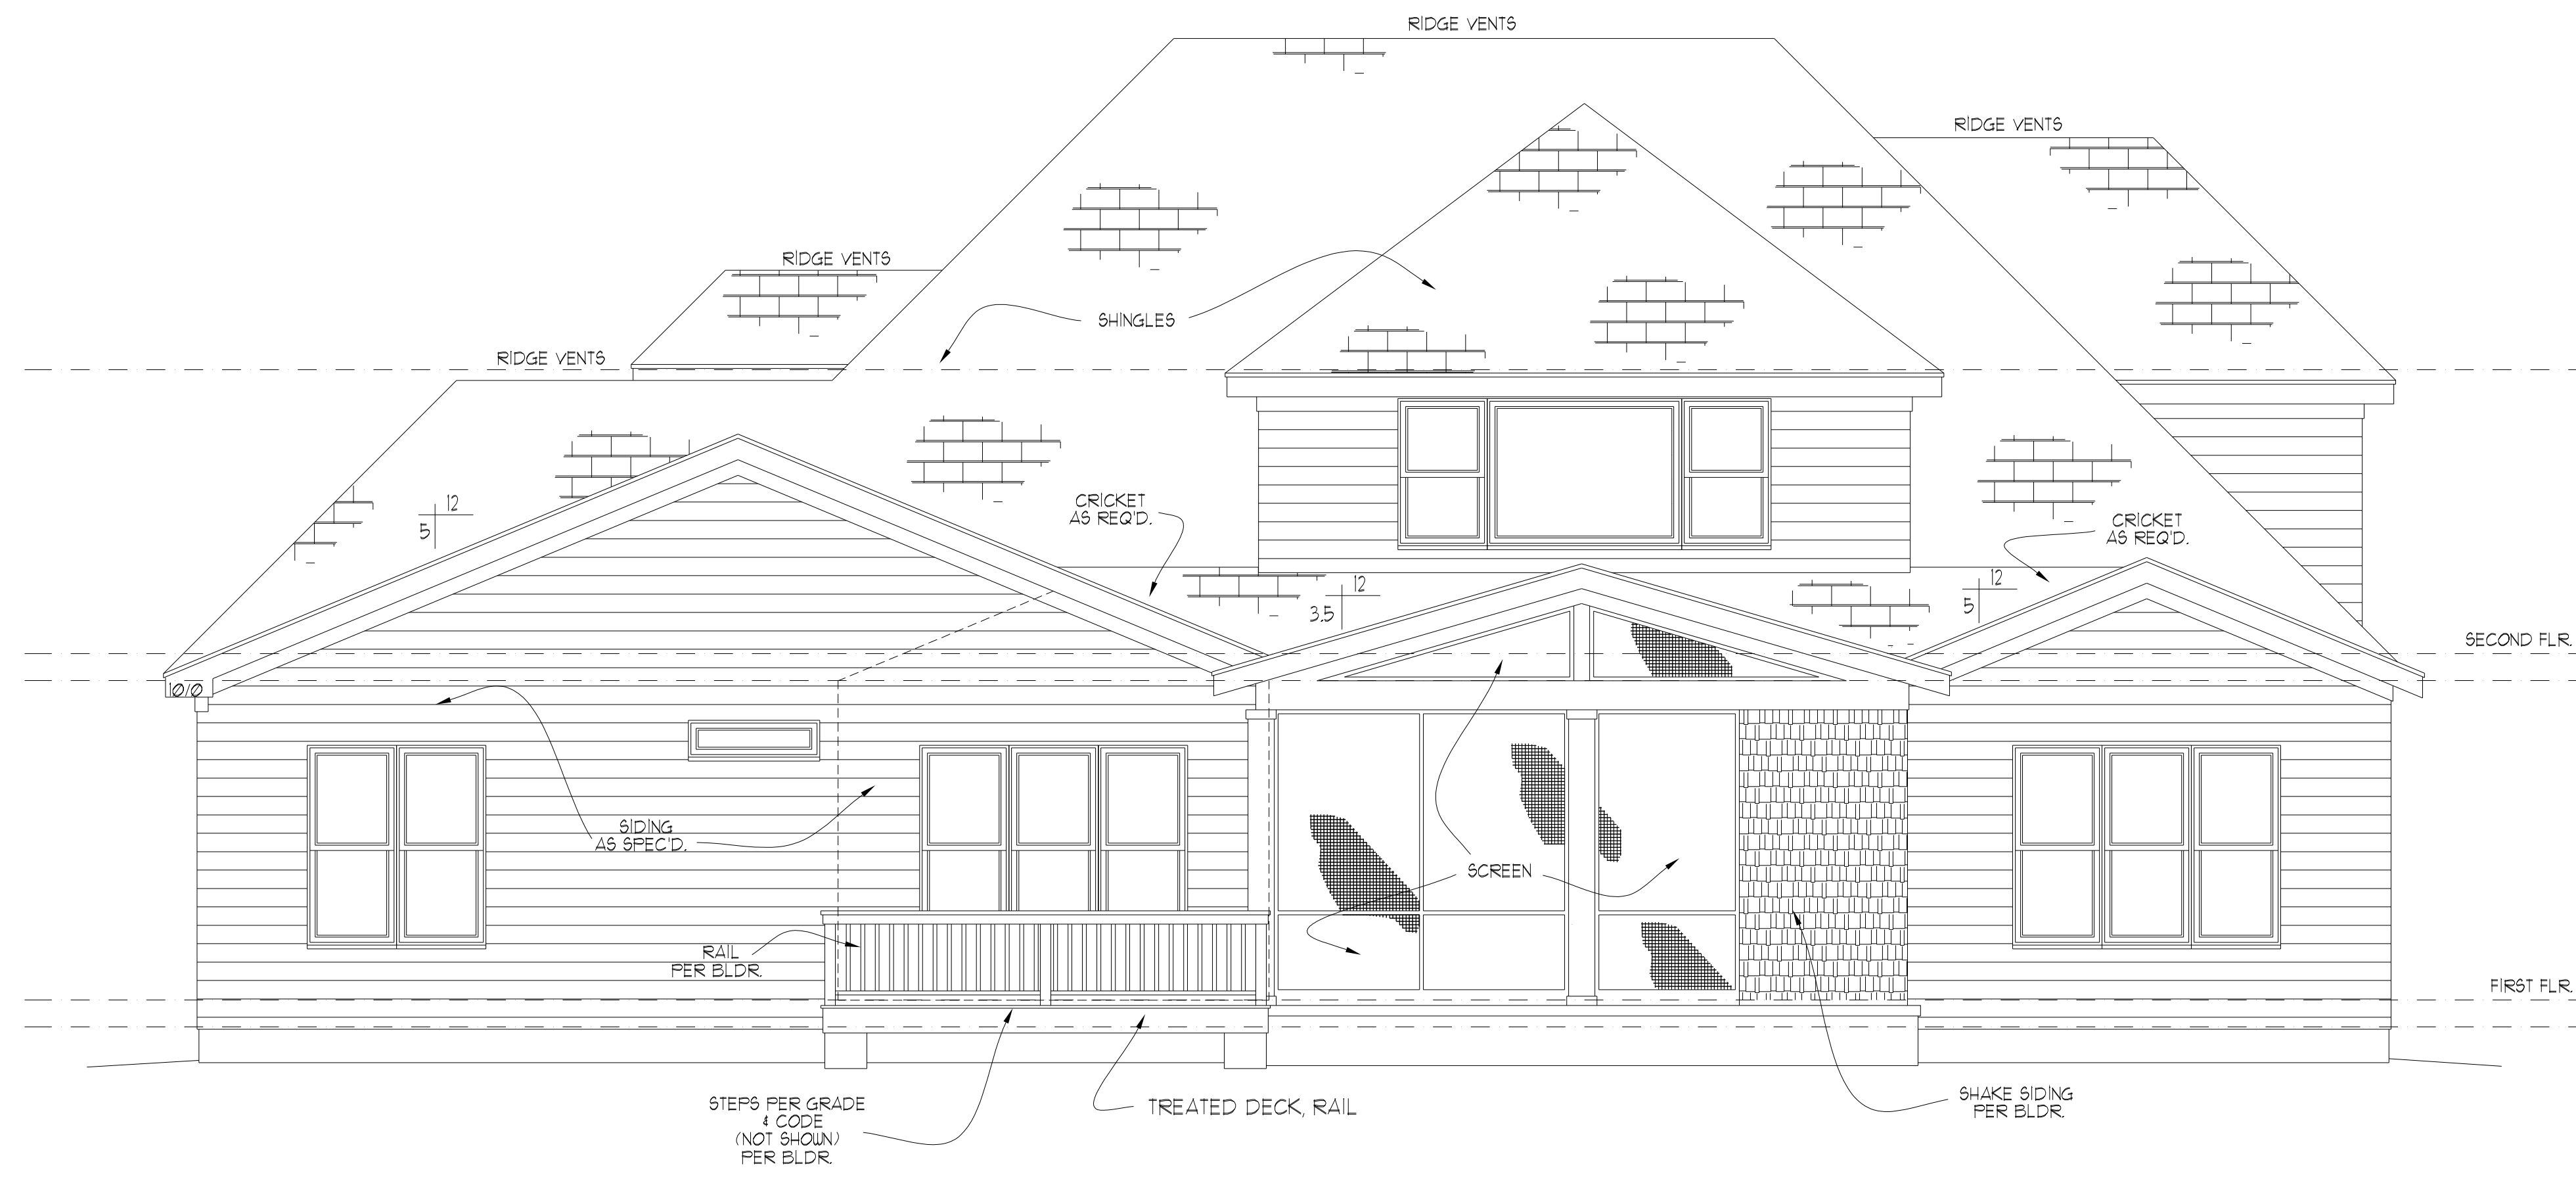 RIDGE VENTS
RIDGE VENTS
RIDGE VENTS
SHINGLES
RIDGE VENTS
12
5
CRICKET
AS REQ'D.
CRICKET
AS REQ'D.
12
3.5
12
5
SECOND FLR.
10/0
SIDING
AS SPEC'D.
SCREEN
RAIL
PER BLDR.
FIRST FLR.
STEPS PER GRADE
& CODE
(NOT SHOWN)
PER BLDR.
TREATED DECK, RAIL
SHAKE SIDING
PER BLDR.